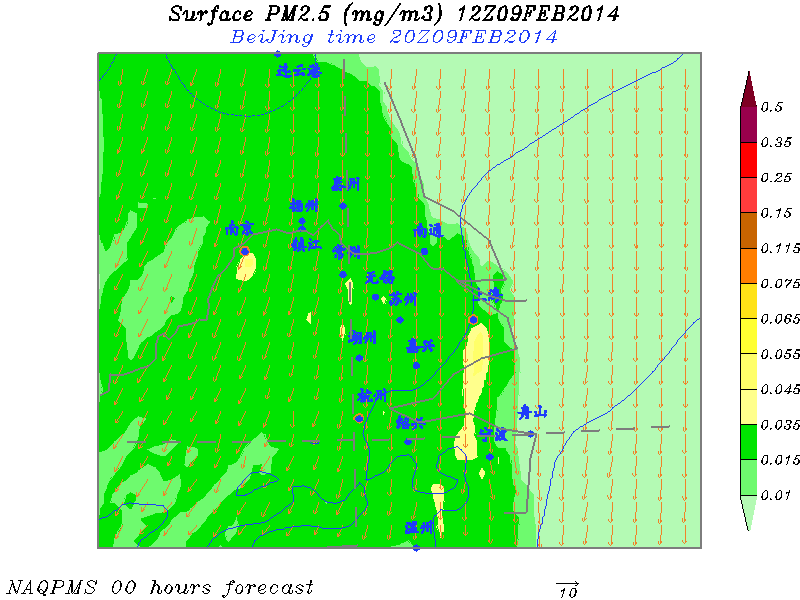 Surface PM2.5 (mg/m3) 12Z09FEB2014
BeiJing time 20Z09FEB2014
连云港
0.5
0.35
泰州
0.25
扬州
0.15
南京
南通
镇江
常州
0.115
无锡
0.075
苏州
上海
0.065
湖州
嘉兴
0.055
杭州
0.045
舟山
绍兴
宁波
0.035
0.015
0.01
温州
NAQPMS 00 hours forecast
10